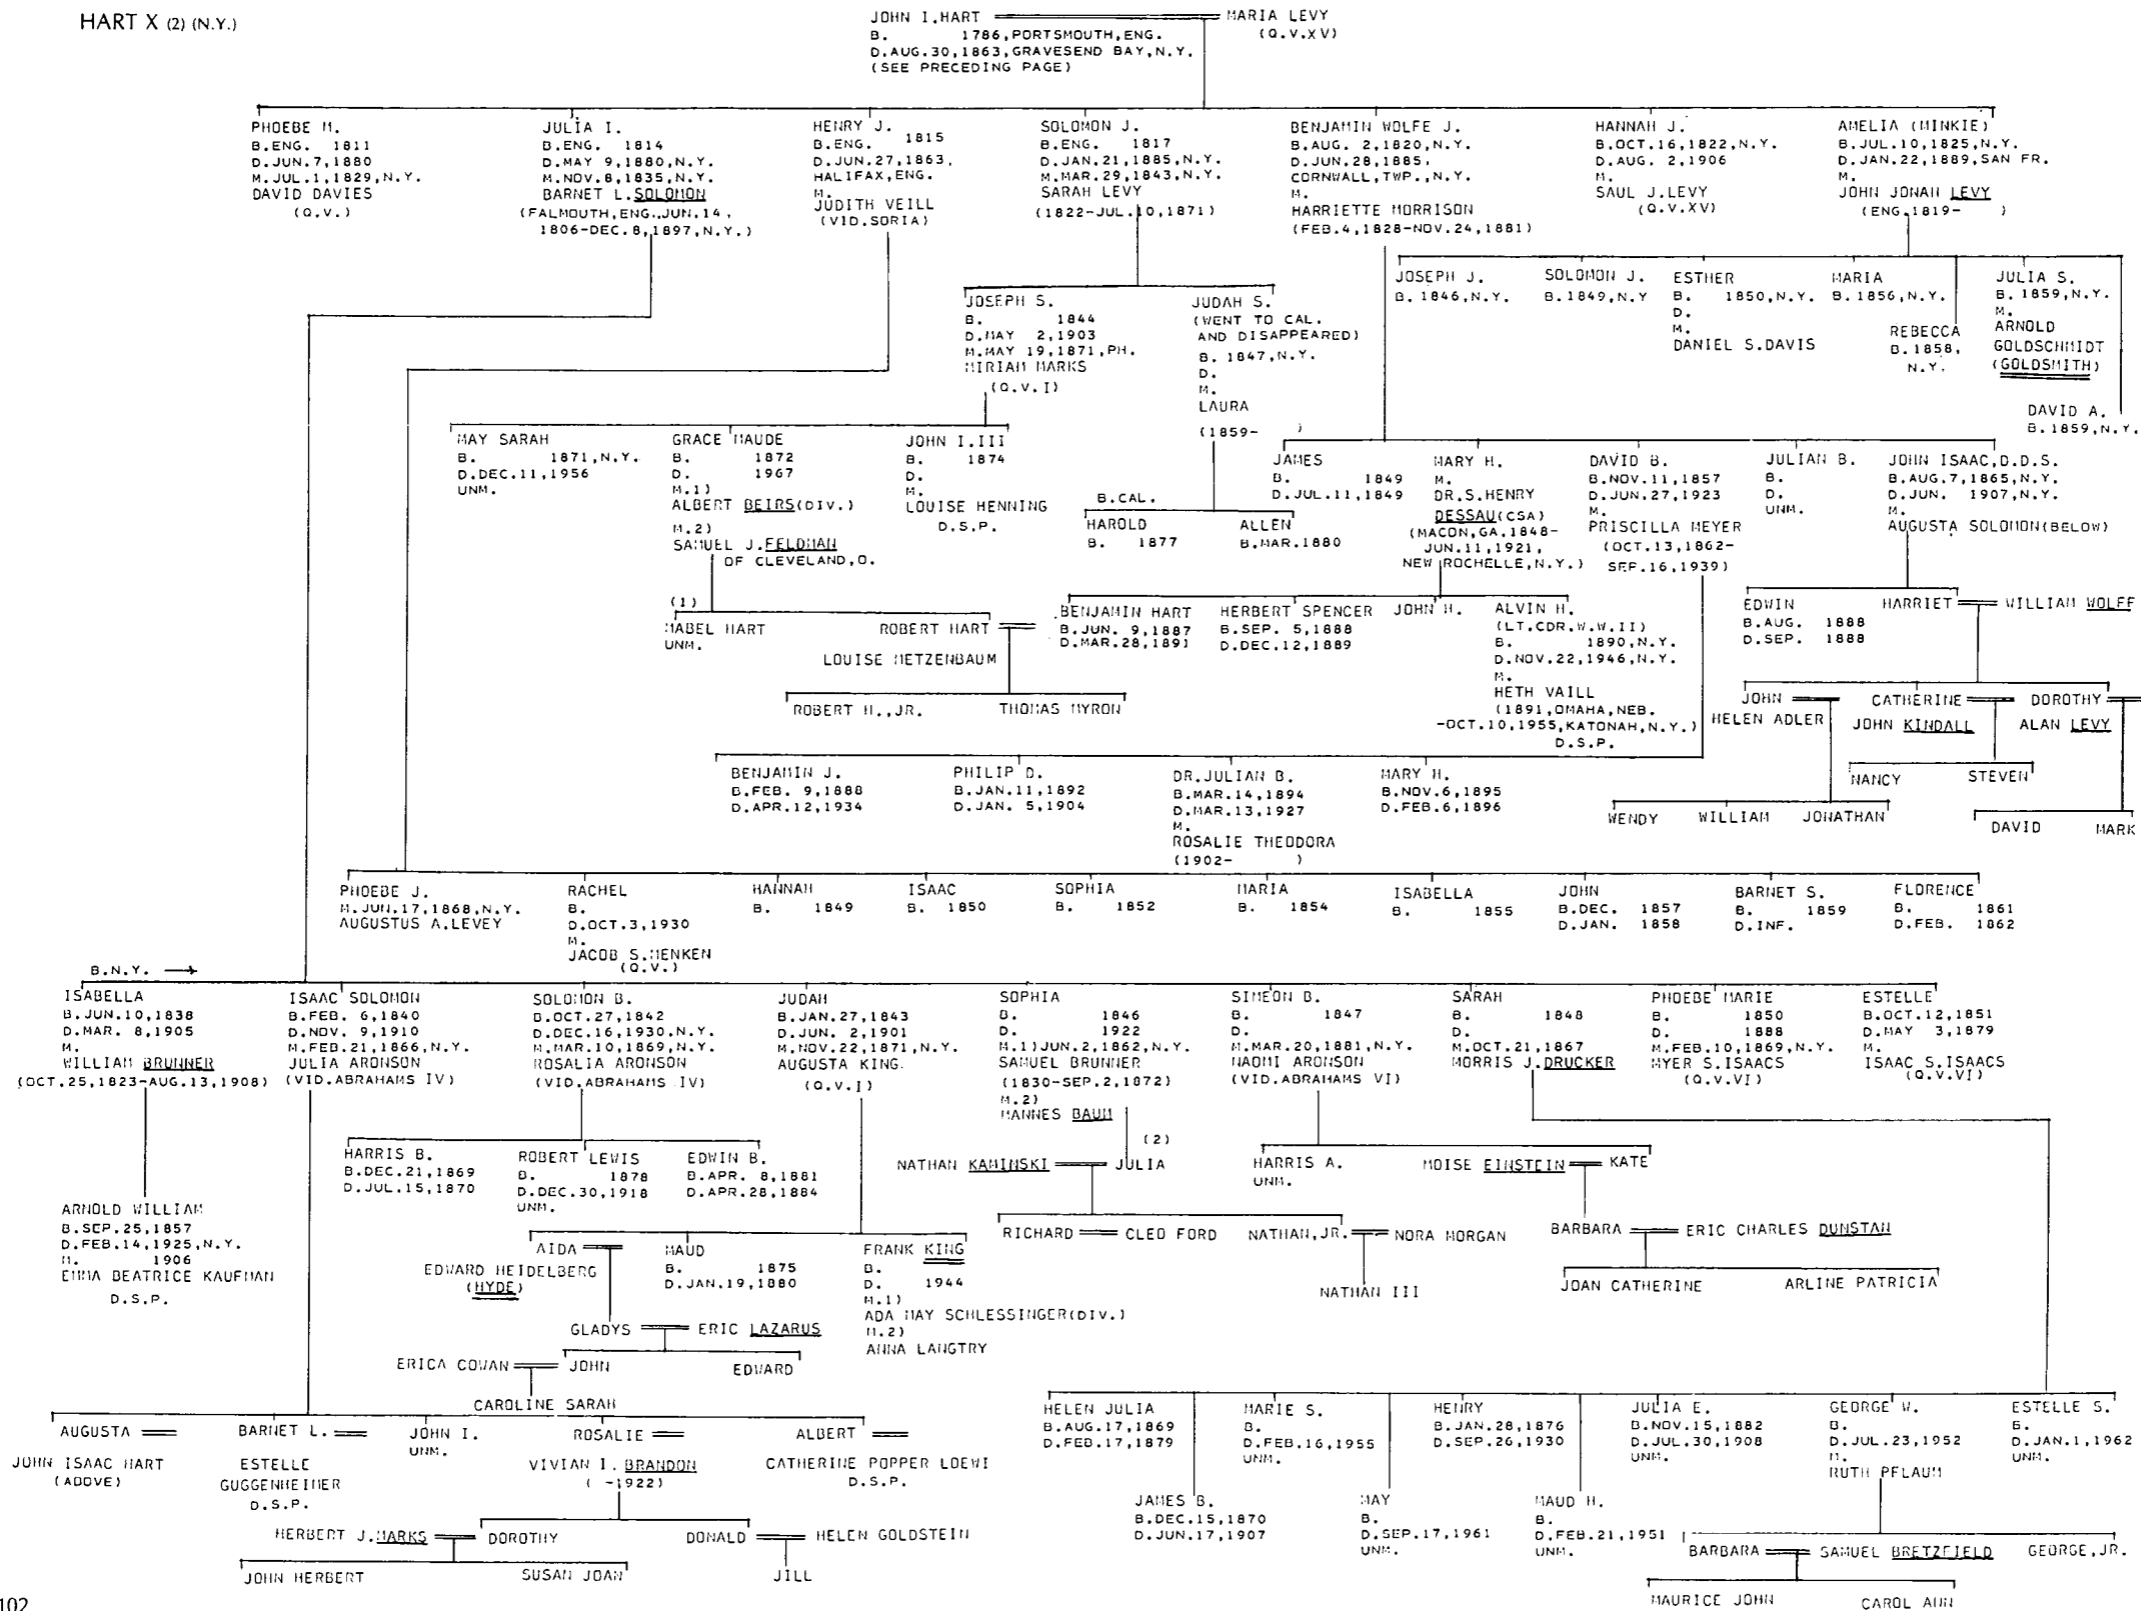 HART X (2) (N.Y.)
JOHN I.HART
B. 1786,PORTSMOUTH,ENG.
D.AUG.30,1863,GRAVESEND BAY,N.Y.
(SEE PRECEDING PAGE)
MARIA LEVY
(Q.V.XV)
PHOEBE M.
B.ENG. 1811
D.JUN.7,1880
M.JUL.1,1829,N.Y.
DAVID DAVIES
(Q.V.)
JULIA I.
B.ENG. 1814
D.MAY 9,1880,N.Y.
M.NOV.8,1835,N.Y.
BARNET L.SOLOMON
(FALMOUTH,ENG.,JUN.14,
1806-DEC.8,1897,N.Y.)
HENRY J.
B.ENG. 1815
D.JUN.27,1863,
HALIFAX,ENG.
M.
JUDITH VEILL
(VID.SORIA)
SOLOMON J.
B.ENG. 1817
D.JAN.21,1885,N.Y.
M.MAR.29,1843,N.Y.
SARAH LEVY
(1822-JUL.10,1871)
BENJAMIN WOLFE J.
B.AUG. 2,1820,N.Y.
D.JUN.28,1885,
CORNWALL,TWP.,N.Y.
M.
HARRIETTE MORRISON
(FEB.4,1828-NOV.24,1881)
HANNAH J.
B.OCT.16,1822,N.Y.
D.AUG. 2,1906
M.
SAUL J.LEVY
(Q.V.XV)
AMELIA (MINKIE)
B.JUL.10,1825,N.Y.
D.JAN.22,1889,SAN FR.
M.
JOHN JONAH LEVY
(ENG.1819- )
JOSEPH J.
B. 1846,N.Y.
SOLOMON J.
B.1849,N.Y
ESTHER
B. 1850,N.Y.
D.
M.
DANIEL S.DAVIS
MARIA
B.1856,N.Y.
REBECCA
B.1858,
N.Y.
JULIA S.
B. 1859,N.Y.
M.
ARNOLD
GOLDSCHMIDT
(GOLDSMITH)
DAVID A.
B.1859,N.Y.
JOSEPH S.
B. 1844
D.MAY 2,1903
M.MAY 19,1871,PH.
MIRIAM MARKS
(Q.V.I)
JUDAH S.
(WENT TO CAL.
AND DISAPPEARED)
B. 1847,N.Y.
D.
M.
LAURA
(1859- )
MAY SARAH
B. 1871,N.Y.
D.DEC.11,1956
UNM.
GRACE MAUDE
B. 1872
D. 1967
M.1)
ALBERT BEIRS(DIV.)
M.2)
SAMUEL J.FELDMAN
OF CLEVELAND,O.
JOHN I.III
B. 1874
D.
M.
LOUISE HENNING
D.S.P.
B.CAL.
HAROLD
B. 1877
ALLEN
B.MAR.1880
JAMES
B. 1849
D.JUL.11,1849
MARY H.
M.
DR.S.HENRY
DESSAU(CSA)
(MACON,GA.1848-
JUN.11,1921,
NEW ROCHELLE,N.Y.)
DAVID B.
B.NOV.11,1857
D.JUN.27,1923
M.
PRISCILLA MEYER
(OCT.13,1862-
SEP.16,1939)
JULIAN B.
B.
D.
UNM.
JOHN ISAAC,D.D.S.
B.AUG.7,1865,N.Y.
D.JUN. 1907,N.Y.
M.
AUGUSTA SOLOMON(BELOW)
(1)
MABEL HART
UNM.
ROBERT HART
LOUISE METZENBAUM
BENJAMIN HART
B.JUN. 9,1887
D.MAR.28,1891
HERBERT SPENCER
B.SEP. 5,1888
D.DEC.12,1889
JOHN H.
ALVIN H.
(LT.CDR.W.W.II)
B. 1890,N.Y.
D.NOV.22,1946,N.Y.
M.
HETH VAILL
(1891,OMAHA,NEB.
-OCT.10,1955,KATONAH,N.Y.)
D.S.P.
EDWIN
B.AUG. 1888
D.SEP. 1888
HARRIET
WILLIAM WOLFF
ROBERT H.,JR.
THOMAS MYRON
JOHN
HELEN ADLER
CATHERINE
JOHN KINDALL
DOROTHY
ALAN LEVY
BENJAMIN J.
B.FEB. 9,1888
D.APR.12,1934
PHILIP D.
B.JAN.11,1892
D.JAN. 5,1904
DR.JULIAN B.
B.MAR.14,1894
D.MAR.13,1927
M.
ROSALIE THEODORA
(1902- )
MARY H.
B.NOV.6,1895
D.FEB.6,1896
NANCY
STEVEN
WENDY
WILLIAM
JONATHAN
DAVID
MARK
PHOEBE J.
M.JUN.17,1868,N.Y.
AUGUSTUS A.LEVEY
RACHEL
B.
D.OCT.3,1930
M.
JACOB S.MENKEN
(Q.V.)
HANNAH
B. 1849
ISAAC
B. 1850
SOPHIA
B. 1852
MARIA
B. 1854
ISABELLA
B. 1855
JOHN
B.DEC. 1857
D.JAN. 1858
BARNET S.
B. 1859
D.INF.
FLORENCE
B. 1861
D.FEB. 1862
B.N.Y.
ISABELLA
B.JUN.10,1838
D.MAR. 8,1905
M.
WILLIAM BRUNNER
(OCT.25,1823-AUG.13,1908)
ISAAC SOLOMON
B.FEB. 6,1840
D.NOV. 9,1910
M.FEB.21,1866,N.Y.
JULIA ARONSON
(VID.ABRAHAMS IV)
SOLOMON B.
B.OCT.27,1842
D.DEC.16,1930,N.Y.
M.MAR.10,1869,N.Y.
ROSALIA ARONSON
(VID.ABRAHAMS IV)
JUDAH
B.JAN.27,1843
D.JUN. 2,1901
M.NOV.22,1871,N.Y.
AUGUSTA KING
(Q.V.I)
SOPHIA
B. 1846
D. 1922
M.1)JUN.2,1862,N.Y.
SAMUEL BRUNNER
(1830-SEP.2,1872)
M.2)
MANNES BAUM
SIMEON B.
B. 1847
D.
M.MAR.20,1881,N.Y.
NAOMI ARONSON
(VID.ABRAHAMS VI)
SARAH
B. 1848
D.
M.OCT.21,1867
MORRIS J.DRUCKER
PHOEBE MARIE
B. 1850
D. 1888
M.FEB.10,1869,N.Y.
MYER S.ISAACS
(Q.V.VI)
ESTELLE
B.OCT.12,1851
D.MAY 3,1879
M.
ISAAC S.ISAACS
(Q.V.VI)
HARRIS B.
B.DEC.21,1869
D.JUL.15,1870
ROBERT LEWIS
B. 1878
D.DEC.30,1918
UNM.
EDWIN B.
B.APR. 8,1881
D.APR.28,1884
(2)
NATHAN KAMINSKI
JULIA
HARRIS A.
UNM.
MOISE EINSTEIN
KATE
ARNOLD WILLIAM
B.SEP.25,1857
D.FEB.14,1925,N.Y.
M. 1906
EMMA BEATRICE KAUFMAN
D.S.P.
AIDA
EDWARD HEIDELBERG
(HYDE)
MAUD
B. 1875
D.JAN.19,1880
FRANK KING
B.
D. 1944
M.1)
ADA MAY SCHLESSINGER(DIV.)
M.2)
ANNA LANGTRY
RICHARD
CLEO FORD
NATHAN,JR.
NORA MORGAN
NATHAN III
BARBARA
ERIC CHARLES DUNSTAN
JOAN CATHERINE
ARLINE PATRICIA
GLADYS
ERIC LAZARUS
ERICA COWAN
JOHN
EDWARD
CAROLINE SARAH
AUGUSTA
JOHN ISAAC HART
(ABOVE)
BARNET L.
ESTELLE
GUGGENHEIMER
D.S.P.
JOHN I.
UNM.
ROSALIE
VIVIAN I. BRANDON
( -1922)
ALBERT
CATHERINE POPPER LOEWI
D.S.P.
HELEN JULIA
B.AUG.17,1869
D.FEB.17,1879
MARIE S.
B.
D.FEB.16,1955
UNM.
HENRY
B.JAN.28,1876
D.SEP.26,1930
JULIA E.
B.NOV.15,1882
D.JUL.30,1908
UNM.
GEORGE W.
B.
D.JUL.23,1952
M.
RUTH PFLAUM
ESTELLE S.
B.
D.JAN.1,1962
UNM.
JAMES B.
B.DEC.15,1870
D.JUN.17,1907
MAY
B.
D.SEP.17,1961
UNM.
MAUD H.
B.
D.FEB.21,1951
UNM.
HERBERT J.MARKS
DOROTHY
DONALD
HELEN GOLDSTEIN
BARBARA
SAMUEL BRETZFIELD
GEORGE,JR.
JOHN HERBERT
SUSAN JOAN
JILL
MAURICE JOHN
CAROL ANN
102